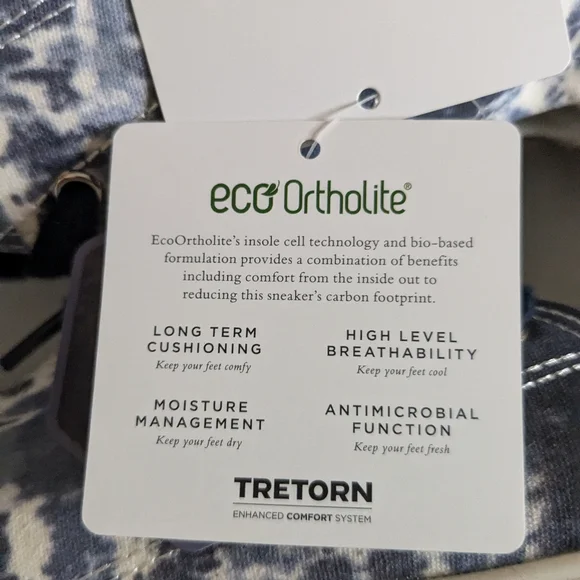 eco Ortholite®
EcoOrtholite's insole cell technology and bio-based
formulation provides a combination of benefits
including comfort from the inside out to
reducing this sneaker's carbon footprint.
LONG TERM
CUSHIONING
Keep your feet comfy
HIGH LEVEL
BREATHABILITY
Keep your feet cool
MOISTURE
MANAGEMENT
Keep your feet dry
ANTIMICROBIAL
FUNCTION
Keep your feet fresh
TRETORN
ENHANCED COMFORT SYSTEM